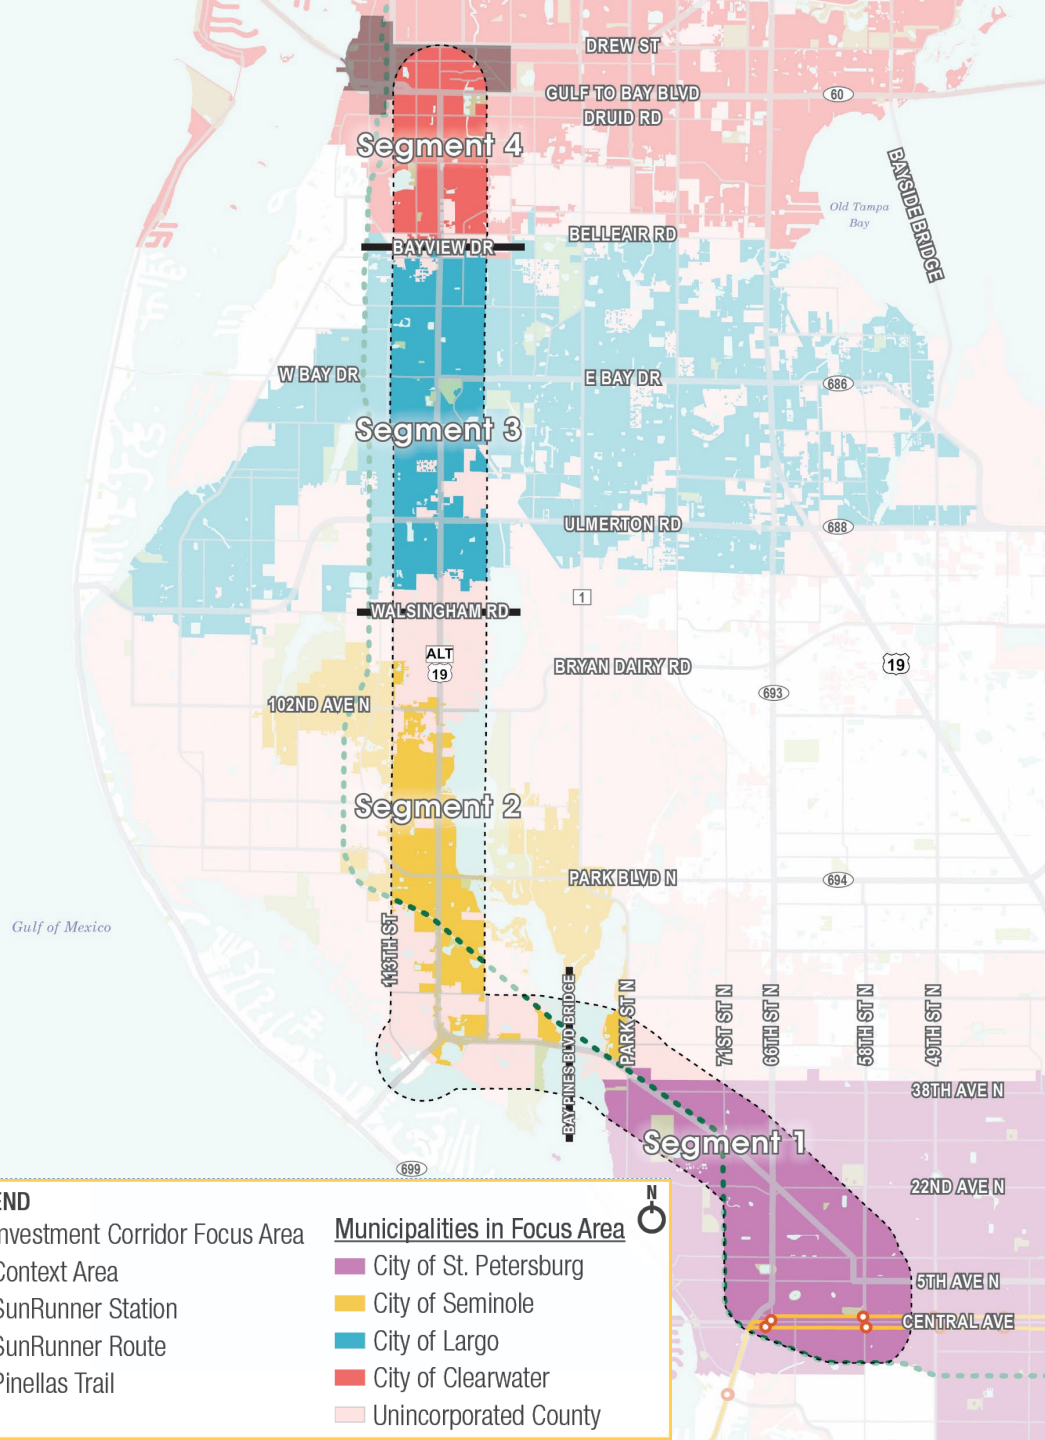 DREW ST
GULF TO BAY BLVD
60
DRUID RD
Segment 4
BAYSIDE BRIDGE
Old Tampa
Bay
BELLEAIR RD
BAYVIEW DR
W BAY DR
E BAY DR
686
Segment 3
ULMERTON RD
688
1
WALSINGHAM RD
ALT
19
BRYAN DAIRY RD
19
693
102ND AVE N
Segment 2
PARK BLVD N
694
Gulf of Mexico
113TH ST
BAY PINES BLVD BRIDGE
PARK ST N
71ST ST N
66TH ST N
58TH ST N
49TH ST N
38TH AVE N
Segment 1
699
22ND AVE N
5TH AVE N
CENTRAL AVE
N
END
nvestment Corridor Focus Area
Context Area
SunRunner Station
SunRunner Route
Pinellas Trail
Municipalities in Focus Area
City of St. Petersburg
City of Seminole
City of Largo
City of Clearwater
Unincorporated County